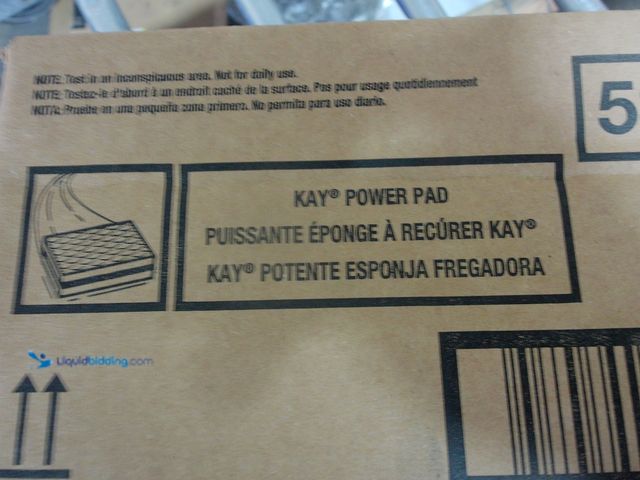 NOTE: Test in an inconspicuous area. Not for daily use.
NOTE: Testez-le d'abord à un endroit caché de la surface. Pas pour usage quotidiennement
NOTA: Pruebe en una pequeña zona primero. No permita para uso diario.
5
KAY® POWER PAD
PUISSANTE ÉPONGE À RECÚRER KAY®
KAY® POTENTE ESPONJA FREGADORA
Liquidbidding.com